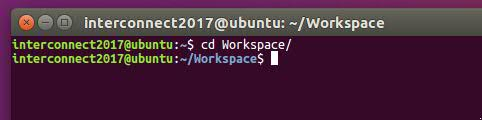 interconnect2017@ubuntu: ~/Workspace
interconnect2017@ubuntu:~$ cd Workspace/
interconnect2017@ubuntu:~/Workspace$